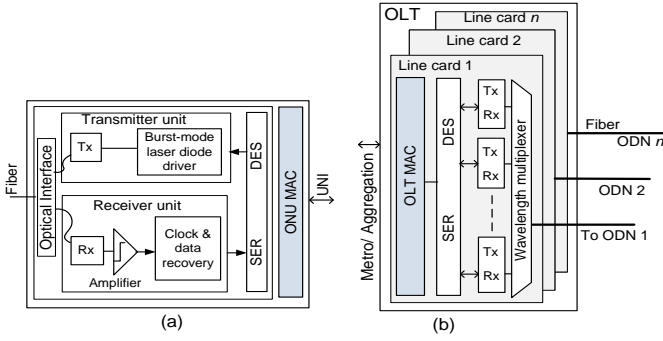 Transmitter unit
Tx
Burst-mode
laser diode
driver
Optical Interface
Fiber
DES
ONU MAC
UNI
Receiver unit
Rx
Amplifier
Clock &
data
recovery
SER
(a)
OLT
Line card n
Line card 2
Line card 1
Metro/ Aggregation
OLT MAC
DES
SER
Tx
Rx
Tx
Rx
Tx
Rx
Wavelength multiplexer
Fiber
ODN n
ODN 2
To ODN 1
(b)